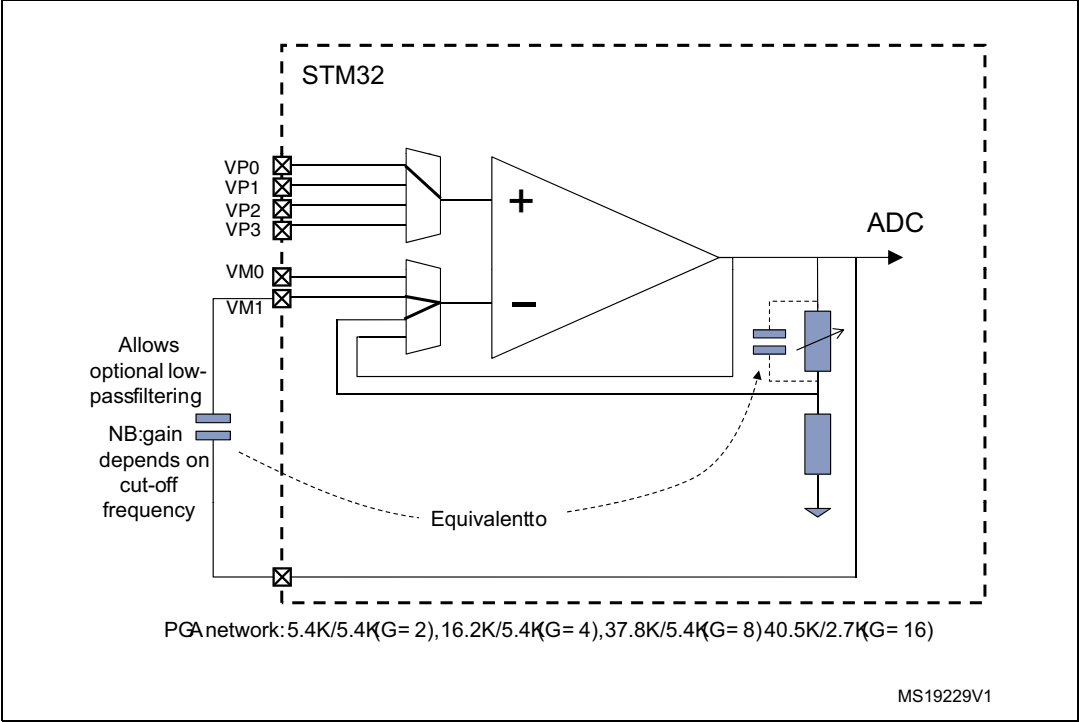 STM32
VP0
VP1
VP2
VP3
VM0
VM1
+
−
ADC
Allows
optional low-
passfiltering
NB:gain
depends on
cut-off
frequency
Equivalentto
PGAnetwork: 5.4K/5.4K(G= 2),16.2K/5.4K(G= 4),37.8K/5.4K(G= 8) 40.5K/2.7K(G= 16)
MS19229V1